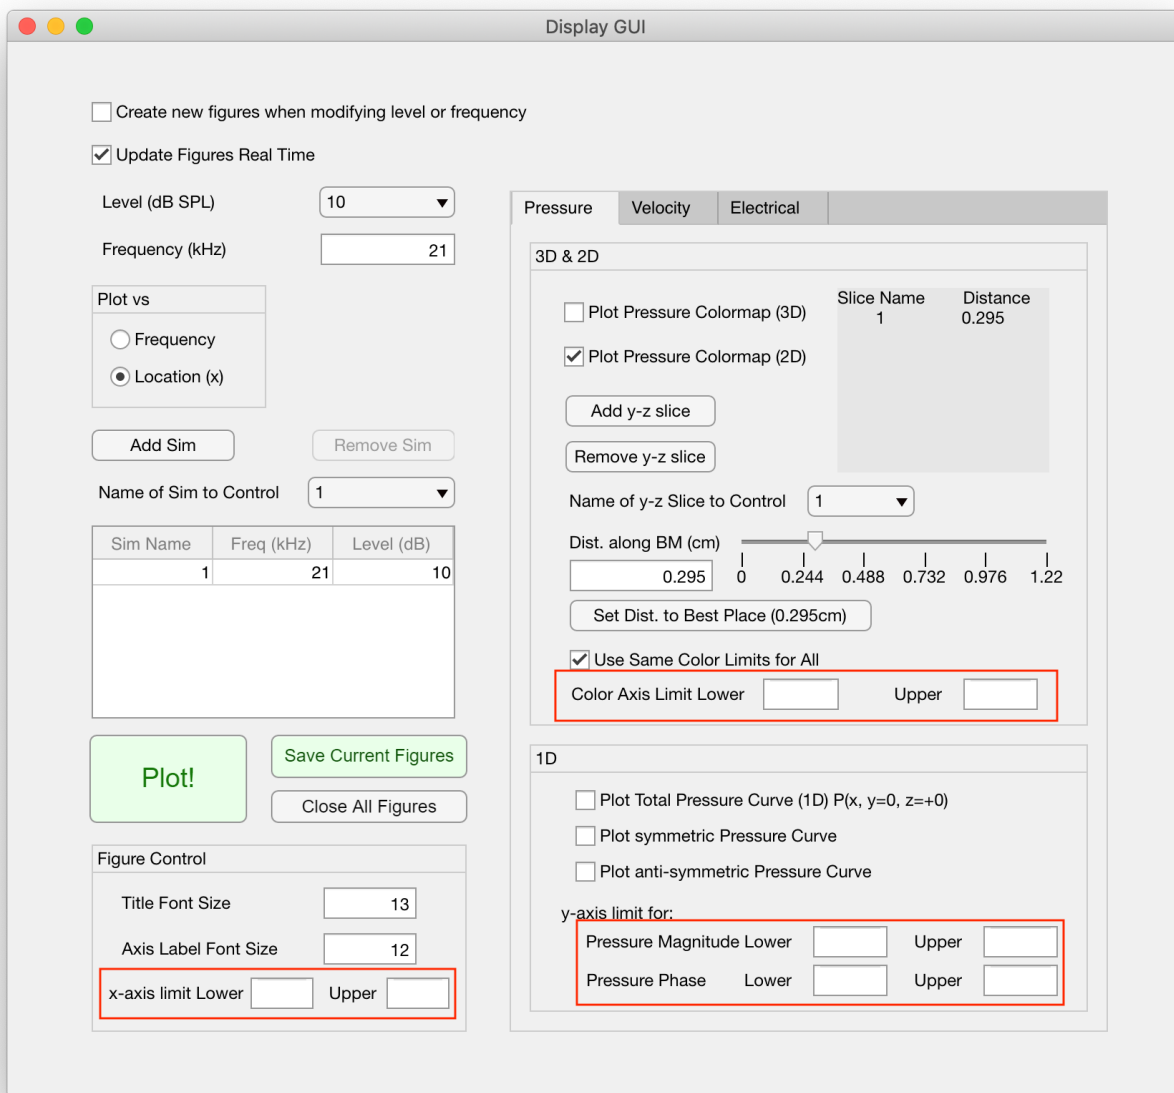 Display GUI
Create new figures when modifying level or frequency
Update Figures Real Time
Level (dB SPL) 10
Frequency (kHz) 21
Plot vs
Frequency
Location (x)
Add Sim Remove Sim
Name of Sim to Control 1
Sim Name Freq (kHz) Level (dB)
1 21 10
Plot!
Save Current Figures
Close All Figures
Figure Control
Title Font Size 13
Axis Label Font Size 12
x-axis limit Lower Upper
Pressure Velocity Electrical
3D & 2D
Plot Pressure Colormap (3D)
Plot Pressure Colormap (2D)
Slice Name Distance
1 0.295
Add y-z slice
Remove y-z slice
Name of y-z Slice to Control 1
Dist. along BM (cm)
0.295
0 0.244 0.488 0.732 0.976 1.22
Set Dist. to Best Place (0.295cm)
Use Same Color Limits for All
Color Axis Limit Lower Upper
1D
Plot Total Pressure Curve (1D) P(x, y=0, z=+0)
Plot symmetric Pressure Curve
Plot anti-symmetric Pressure Curve
y-axis limit for:
Pressure Magnitude Lower Upper
Pressure Phase Lower Upper